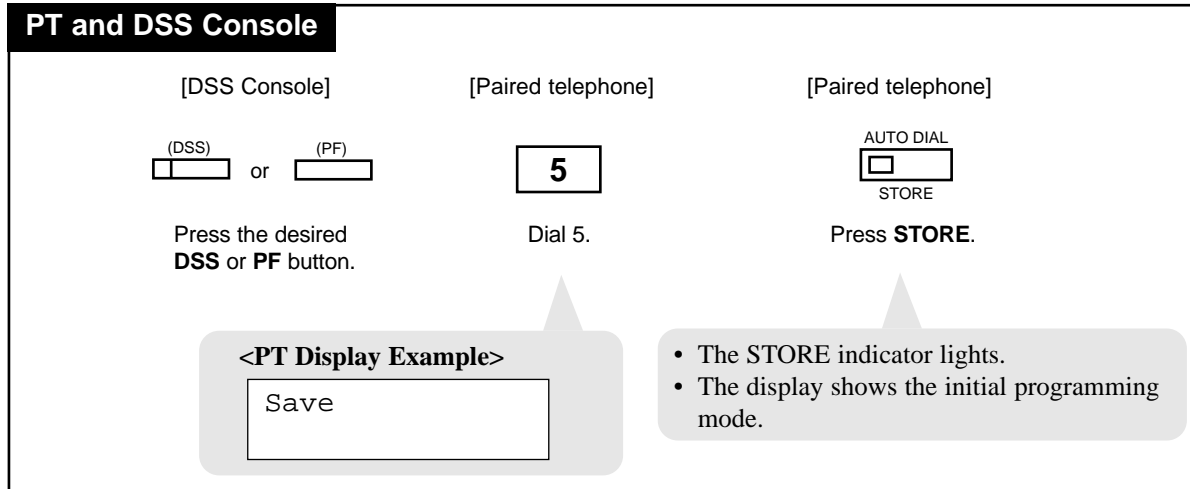 PT and DSS Console
[DSS Console]
[Paired telephone]
[Paired telephone]
(DSS)
or
(PF)
5
AUTO DIAL
STORE
Press the desired
DSS or PF button.
Dial 5.
Press STORE.
<PT Display Example>
Save
• The STORE indicator lights.
• The display shows the initial programming
mode.